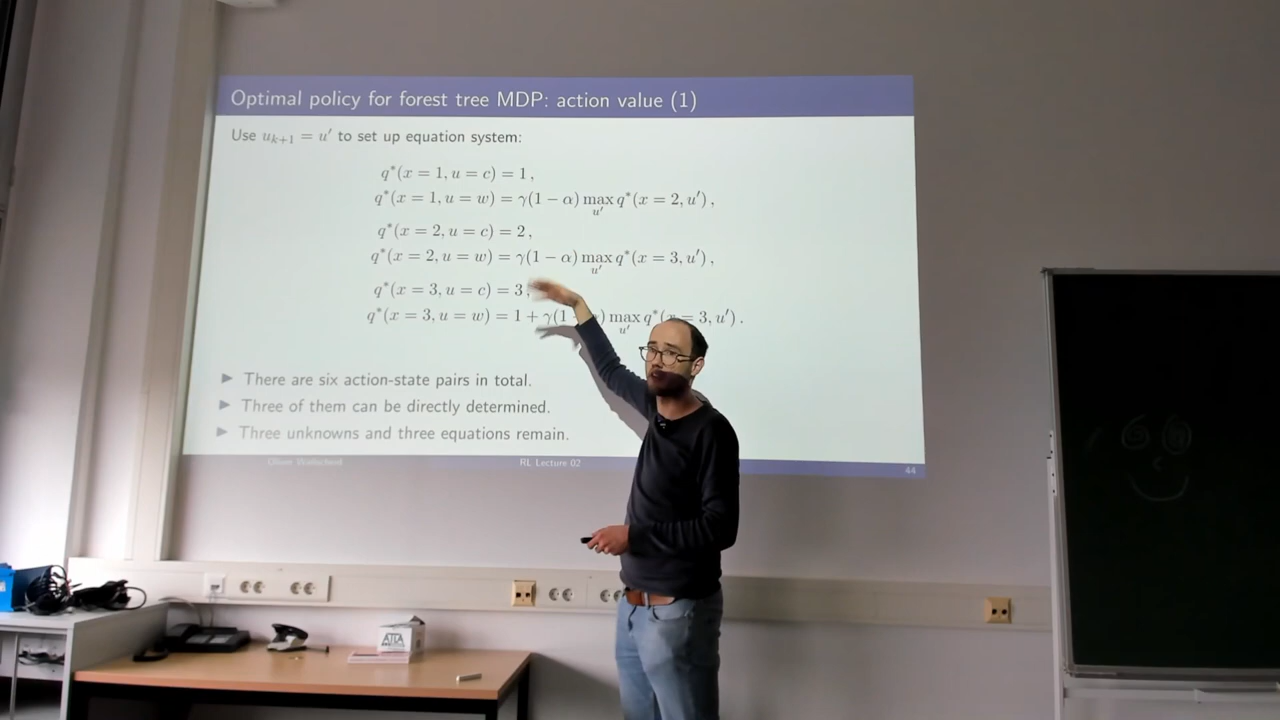 Optimal policy for forest tree MDP: action value (1)
Use u_{k+1} = u′ to set up equation system:
q*(x = 1, u = c) = 1 ,
q*(x = 1, u = w) = γ(1 − α) max_{u′} q*(x = 2, u′) ,
q*(x = 2, u = c) = 2 ,
q*(x = 2, u = w) = γ(1 − α) max_{u′} q*(x = 3, u′) ,
q*(x = 3, u = c) = 3 ,
q*(x = 3, u = w) = 1 + γ(1 ) max_{u′} q*(x = 3, u′) .
► There are six action-state pairs in total.
► Three of them can be directly determined.
► Three unknowns and three equations remain.
RL Lecture 02
44
ATLA